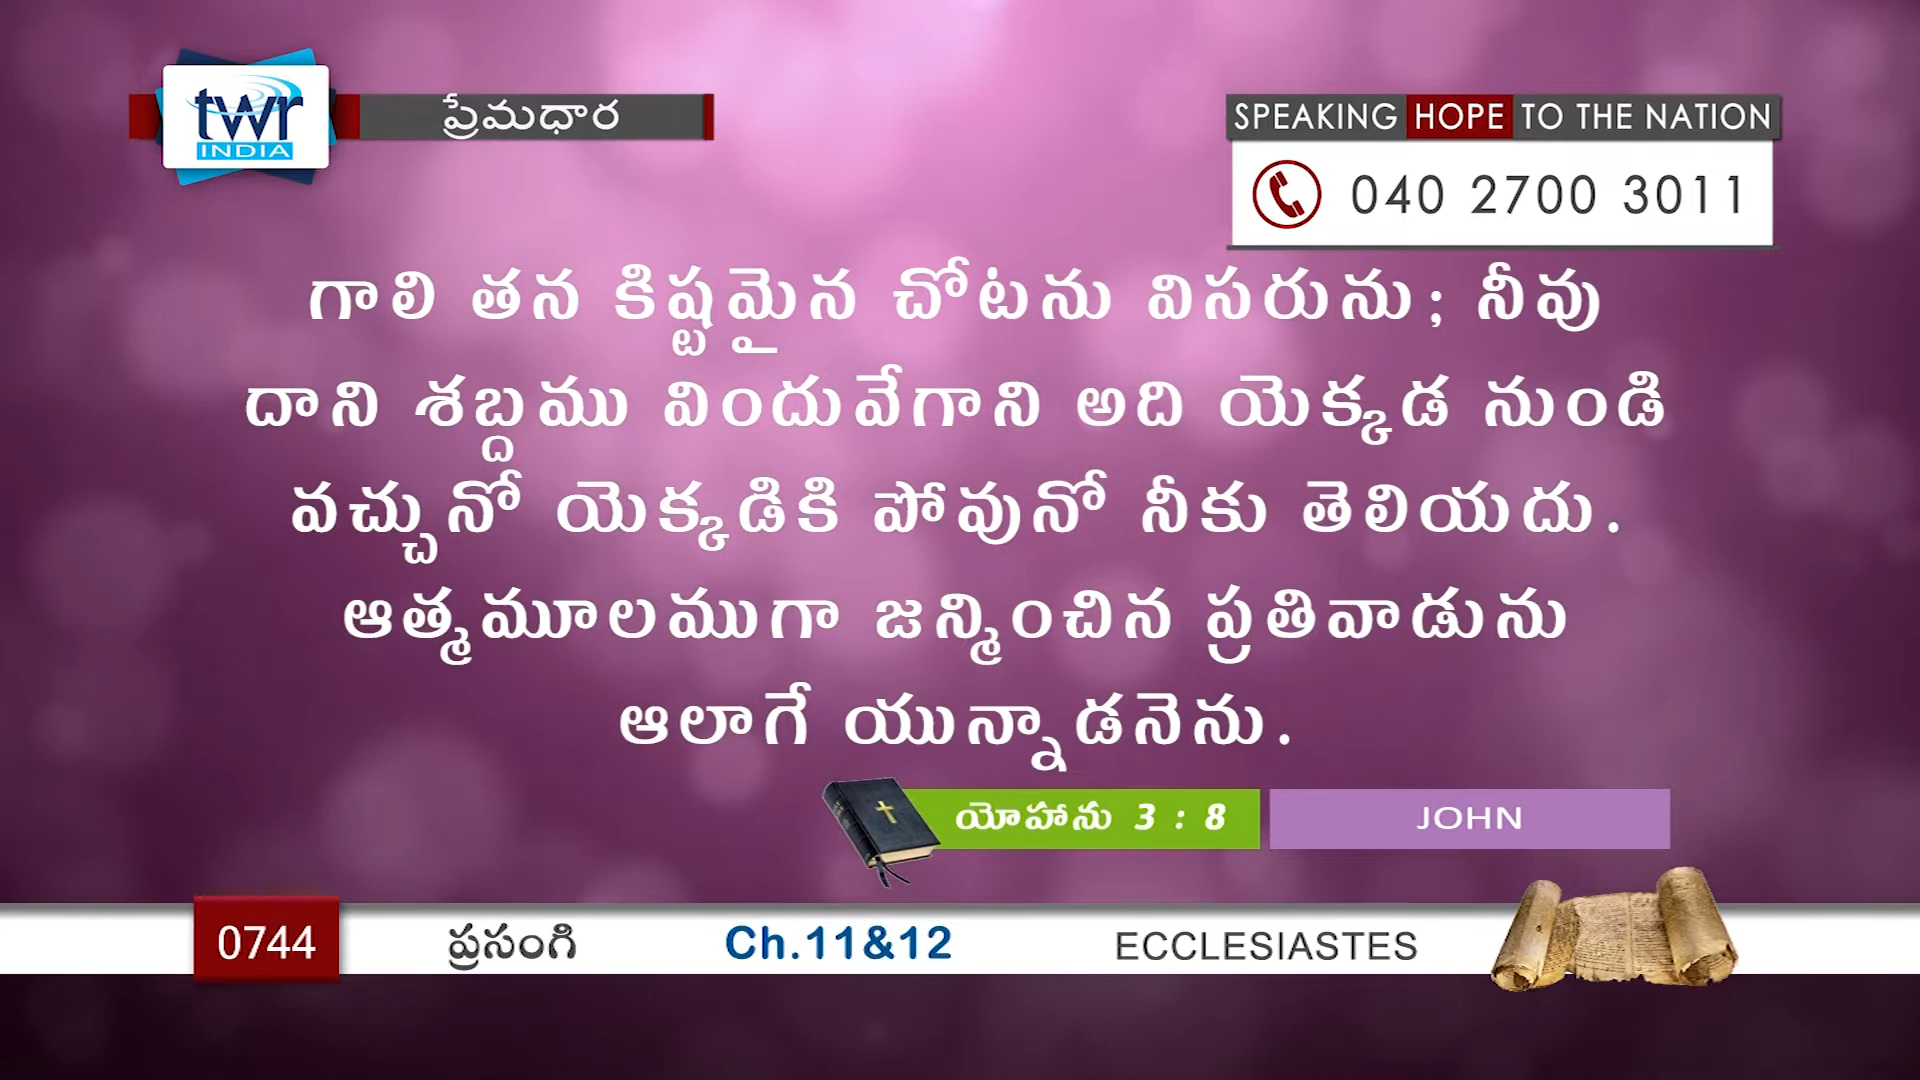 twr
INDIA
ప్రేమధార
SPEAKING HOPE TO THE NATION
040 2700 3011
గాలి తన కిష్టమైన చోటను విసరును; నీవు
దాని శబ్దము విందువేగాని అది యెక్కడ నుండి
వచ్చునో యెక్కడికి పోవునో నీకు తెలియదు.
ఆత్మమూలముగా జన్మించిన ప్రతివాడును
ఆలాగే యున్నాడనెను.
యోహాను 3 : 8 JOHN
0744 ప్రసంగి Ch.11&12 ECCLESIASTES